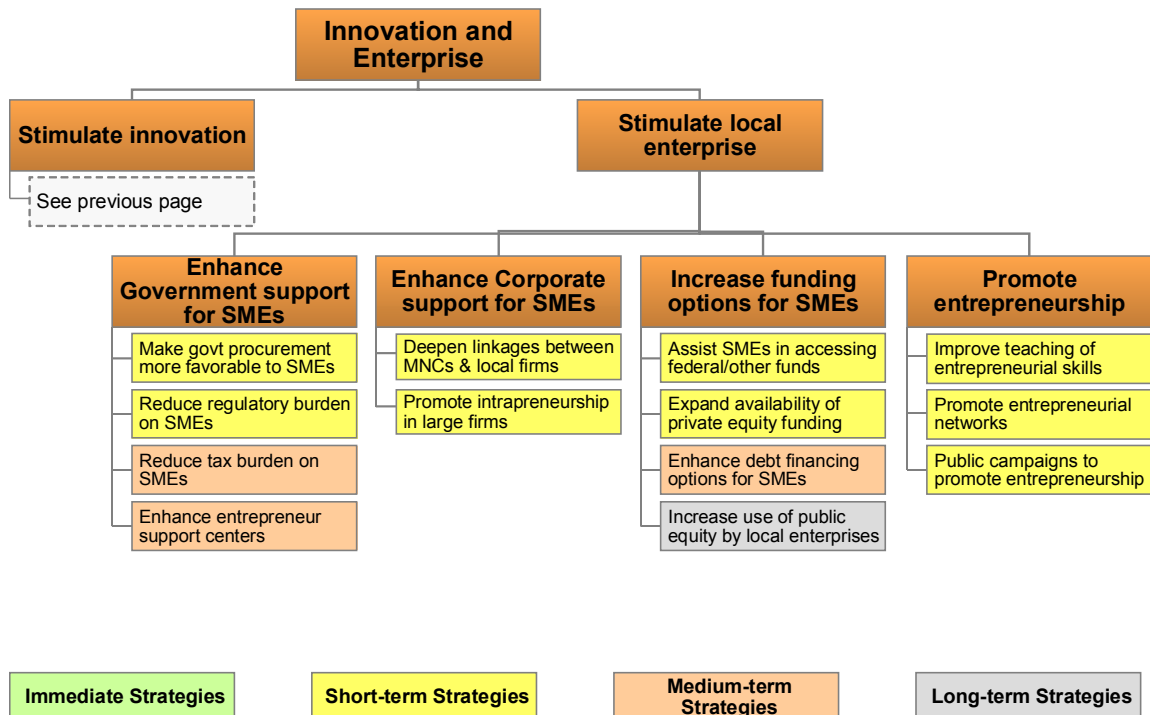 Innovation and
Enterprise
Stimulate innovation
Stimulate local
enterprise
See previous page
Enhance
Government support
for SMEs
Make govt procurement
more favorable to SMEs
Reduce regulatory burden
on SMEs
Reduce tax burden on
SMEs
Enhance entrepreneur
support centers
Enhance Corporate
support for SMEs
Deepen linkages between
MNCs & local firms
Promote intrapreneurship
in large firms
Increase funding
options for SMEs
Assist SMEs in accessing
federal/other funds
Expand availability of
private equity funding
Enhance debt financing
options for SMEs
Increase use of public
equity by local enterprises
Promote
entrepreneurship
Improve teaching of
entrepreneurial skills
Promote entrepreneurial
networks
Public campaigns to
promote entrepreneurship
Immediate Strategies
Short-term Strategies
Medium-term
Strategies
Long-term Strategies